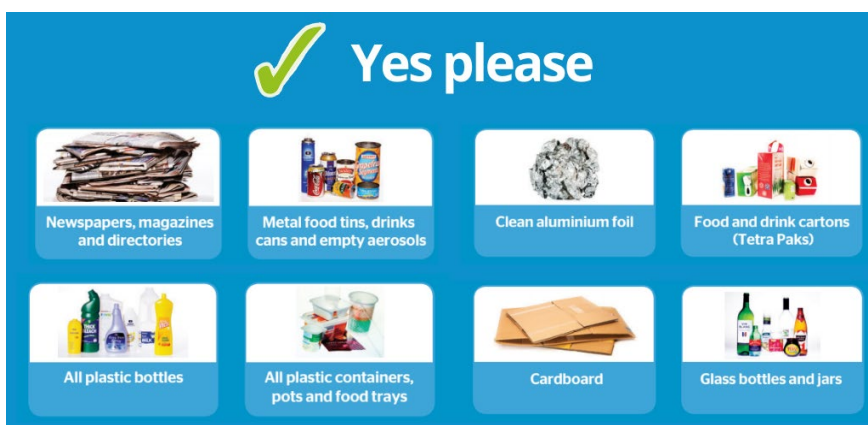 Yes please
Newspapers, magazines
and directories
Metal food tins, drinks
cans and empty aerosols
Clean aluminium foil
Food and drink cartons
(Tetra Paks)
All plastic bottles
All plastic containers,
pots and food trays
Cardboard
Glass bottles and jars